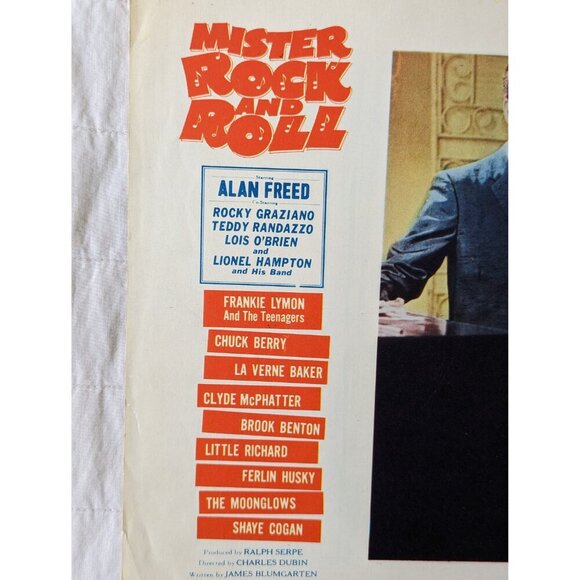 MISTER
ROCK
AND
ROLL
Starring
ALAN FREED
Co-Starring
ROCKY GRAZIANO
TEDDY RANDAZZO
LOIS O'BRIEN
and
LIONEL HAMPTON
and His Band
FRANKIE LYMON
And The Teenagers
CHUCK BERRY
LA VERNE BAKER
CLYDE McPHATTER
BROOK BENTON
LITTLE RICHARD
FERLIN HUSKY
THE MOONGLOWS
SHAYE COGAN
Produced by RALPH SERPE
Directed by CHARLES DUBIN
Written by JAMES BLUMGARTEN